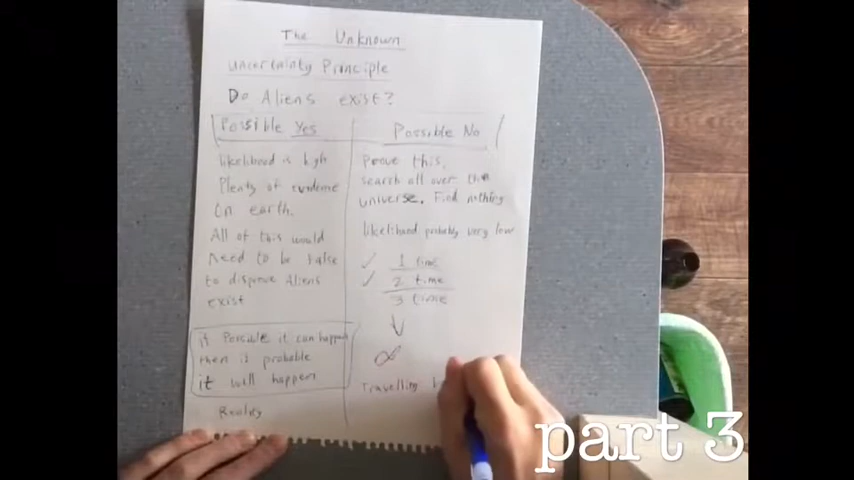 The Unknown
uncertainty Principle
Do Aliens exist?
Possible Yes
likelihood is high
Plenty of evidence
on earth.
All of this would
need to be false
to disprove Aliens
exist
if Possible it can happen
then it probable
it will happen
Reality
Possible No
Prove this.
search all over the
universe. Find nothing
likelihood probably very low
✓ 1 time
✓ 2 time
3 time
↓
∞
Travelling
part 3